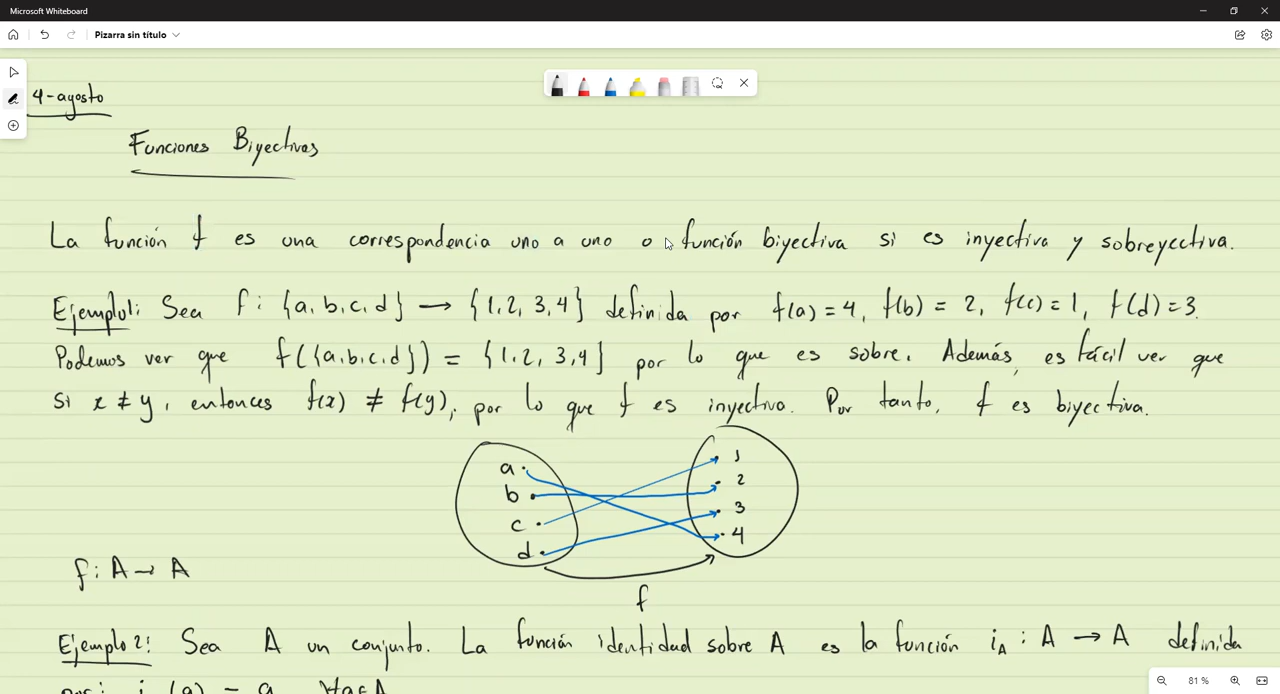 Microsoft Whiteboard
Pizarra sin título
4-agosto
Funciones Biyectivas
La función f es una correspondencia uno a uno o función biyectiva si es inyectiva y sobreyectiva.
Ejemplo1: Sea f: {a, b, c, d} → {1, 2, 3, 4} definida por f(a) = 4, f(b) = 2, f(c) = 1, f(d) = 3.
Podemos ver que f({a, b, c, d}) = {1, 2, 3, 4} por lo que es sobre. Además, es fácil ver que
si x ≠ y, entonces f(x) ≠ f(y), por lo que f es inyectiva. Por tanto, f es biyectiva.
a 1
b 2
c 3
d 4
f: A → A
f
Ejemplo 2: Sea A un conjunto. La función identidad sobre A es la función i_A : A → A definida
por: i (a) = a, ∀a∈A
81 %